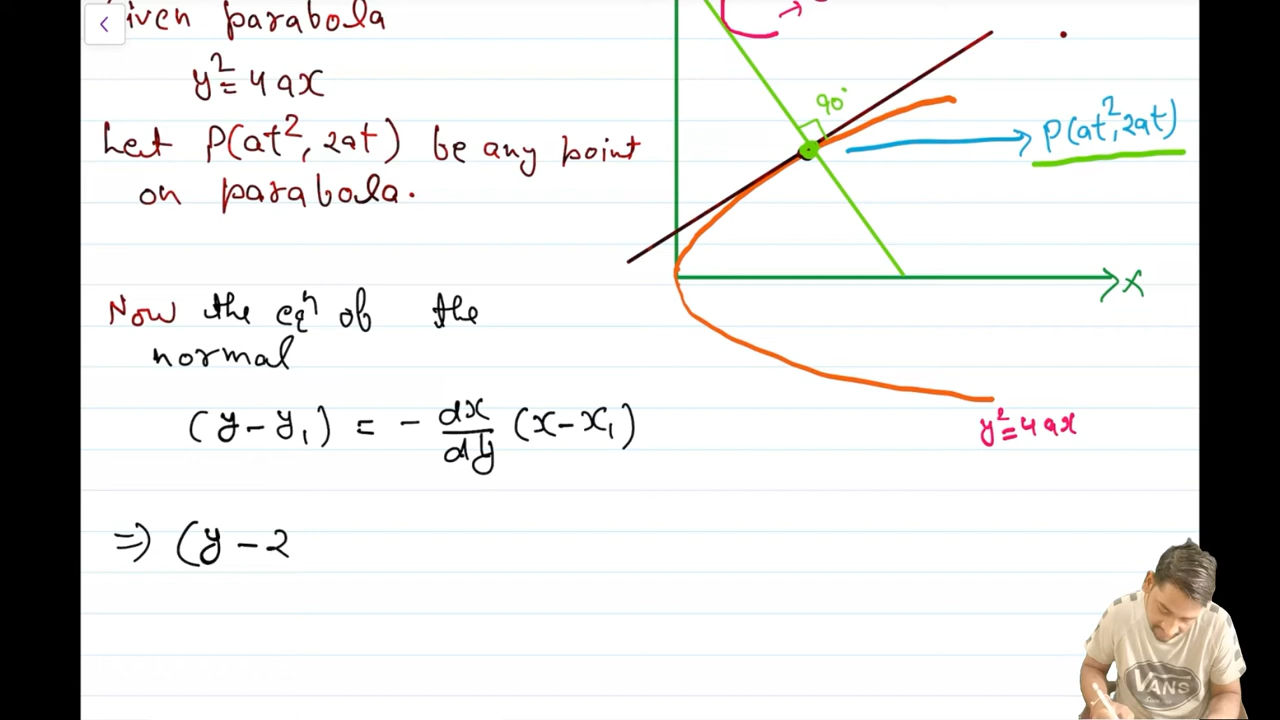 Given parabola
y² = 4ax
Let P(at², 2at) be any point
on parabola.
90°
P(at², 2at)
X
Now the eqⁿ of the
normal
(y - y₁) = - dx/dy (x - x₁)
y² = 4ax
⇒ (y - 2
VANS